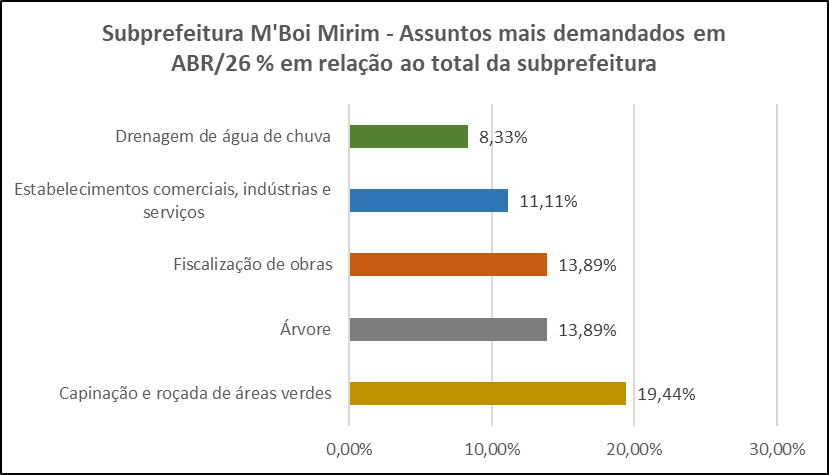 Subprefeitura M'Boi Mirim - Assuntos mais demandados em
ABR/26 % em relação ao total da subprefeitura
Drenagem de água de chuva
8,33%
Estabelecimentos comerciais, indústrias e
serviços
11,11%
Fiscalização de obras
13,89%
Árvore
13,89%
Capinação e roçada de áreas verdes
19,44%
0,00%
10,00%
20,00%
30,00%